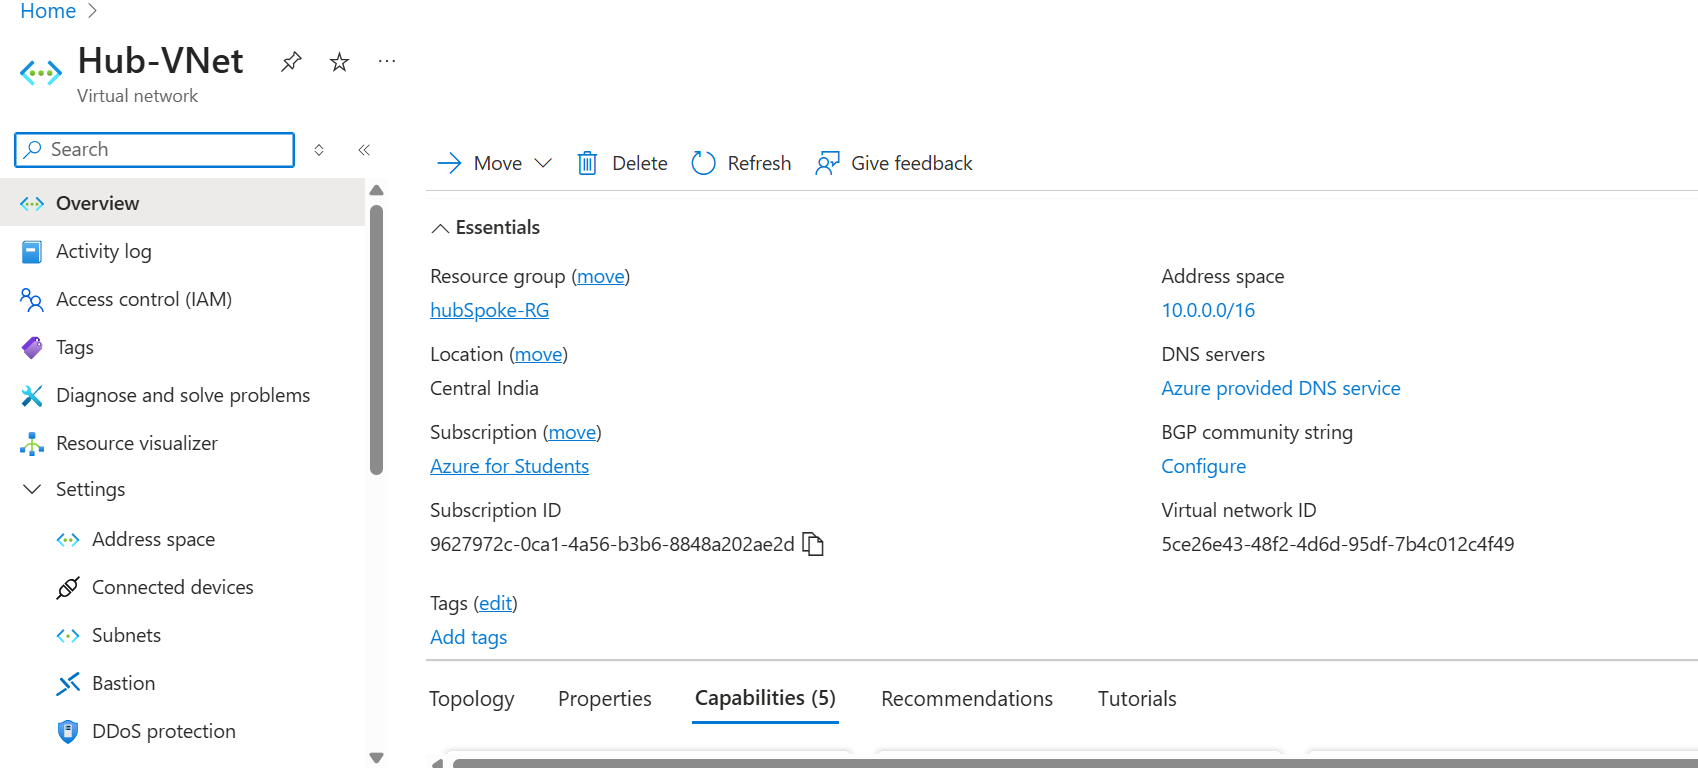 Home
Hub-VNet
Virtual network
Search
Overview
Activity log
Access control (IAM)
Tags
Diagnose and solve problems
Resource visualizer
Settings
Address space
Connected devices
Subnets
Bastion
DDoS protection
Move
Delete
Refresh
Give feedback
Essentials
Resource group (move)
hubSpoke-RG
Location (move)
Central India
Subscription (move)
Azure for Students
Subscription ID
9627972c-0ca1-4a56-b3b6-8848a202ae2d
Tags (edit)
Add tags
Address space
10.0.0.0/16
DNS servers
Azure provided DNS service
BGP community string
Configure
Virtual network ID
5ce26e43-48f2-4d6d-95df-7b4c012c4f49
Topology
Properties
Capabilities (5)
Recommendations
Tutorials